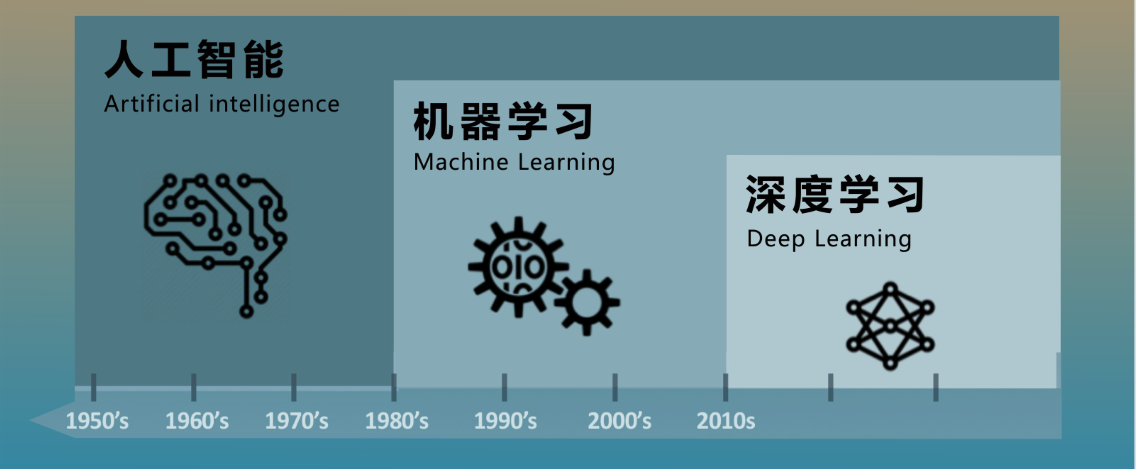 人工智能
Artificial intelligence
机器学习
Machine Learning
深度学习
Deep Learning
1950’s 1960’s 1970’s 1980’s 1990’s 2000’s 2010s